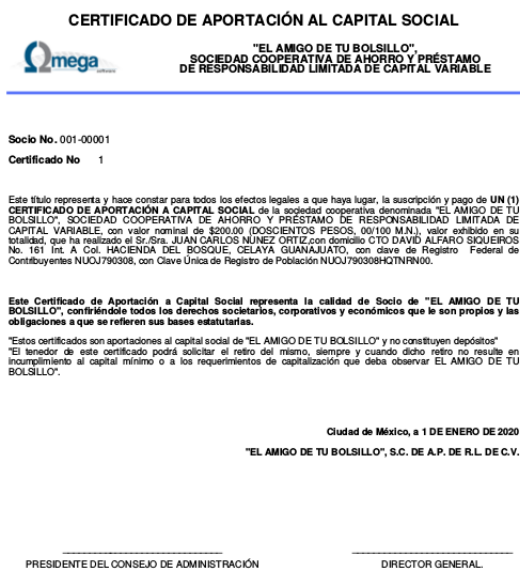 CERTIFICADO DE APORTACIÓN AL CAPITAL SOCIAL
Omega
"EL AMIGO DE TU BOLSILLO",
SOCIEDAD COOPERATIVA DE AHORRO Y PRÉSTAMO
DE RESPONSABILIDAD LIMITADA DE CAPITAL VARIABLE
Socio No. 001-00001
Certificado No 1
Este título representa y hace constar para todos los efectos legales a que haya lugar, la suscripción y pago de UN (1)
CERTIFICADO DE APORTACIÓN A CAPITAL SOCIAL de la sociedad cooperativa denominada "EL AMIGO DE TU
BOLSILLO", SOCIEDAD COOPERATIVA DE AHORRO Y PRÉSTAMO DE RESPONSABILIDAD LIMITADA DE
CAPITAL VARIABLE, con valor nominal de $200.00 (DOSCIENTOS PESOS, 00/100 M.N.), valor exhibido en su
totalidad, que ha realizado el Sr./Sra. JUAN CARLOS NUNEZ ORTIZ,con domicilio CTO DAVID ALFARO SIQUEIROS
No. 161 Int. A Col. HACIENDA DEL BOSQUE, CELAYA GUANAJUATO, con clave de Registro Federal de
Contribuyentes NUOJ790308, con Clave Única de Registro de Población NUOJ790308HQTNRN00.
Este Certificado de Aportación a Capital Social representa la calidad de Socio de "EL AMIGO DE TU
BOLSILLO", confiriéndole todos los derechos societarios, corporativos y económicos que le son propios y las
obligaciones a que se refieren sus bases estatutarias.
"Estos certificados son aportaciones al capital social de "EL AMIGO DE TU BOLSILLO" y no constituyen depósitos"
"El tenedor de este certificado podrá solicitar el retiro del mismo, siempre y cuando dicho retiro no resulte en
incumplimiento al capital mínimo o a los requerimientos de capitalización que deba observar EL AMIGO DE TU
BOLSILLO".
Ciudad de México, a 1 DE ENERO DE 2020
"EL AMIGO DE TU BOLSILLO", S.C. DE A.P. DE R.L. DE C.V.
PRESIDENTE DEL CONSEJO DE ADMINISTRACIÓN
DIRECTOR GENERAL.